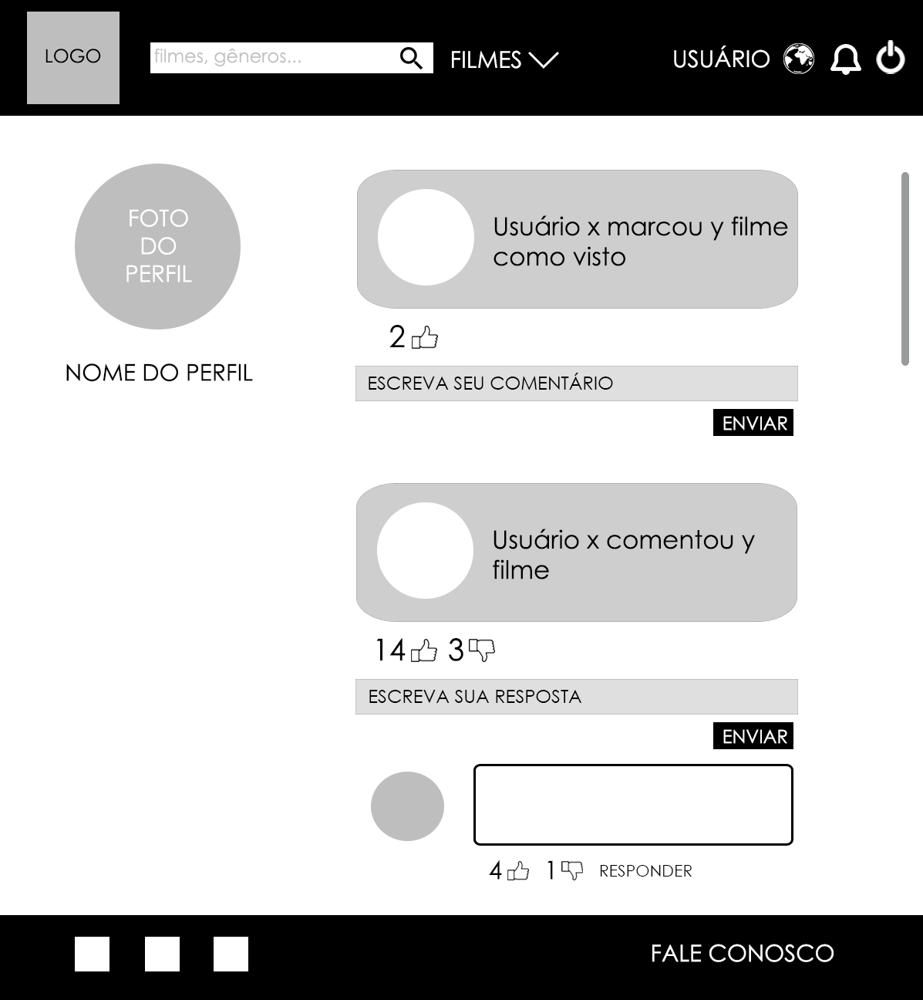 LOGO
filmes, gêneros...
FILMES
USUÁRIO
FOTO
DO
PERFIL
NOME DO PERFIL
Usuário x marcou y filme
como visto
2
ESCREVA SEU COMENTÁRIO
ENVIAR
Usuário x comentou y
filme
14 3
ESCREVA SUA RESPOSTA
ENVIAR
4 1 RESPONDER
FALE CONOSCO